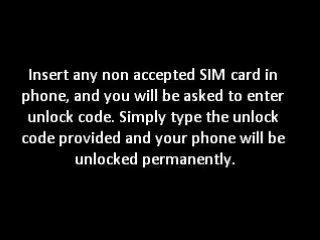 Insert any non accepted SIM card in
phone, and you will be asked to enter
unlock code. Simply type the unlock
code provided and your phone will be
unlocked permanently.